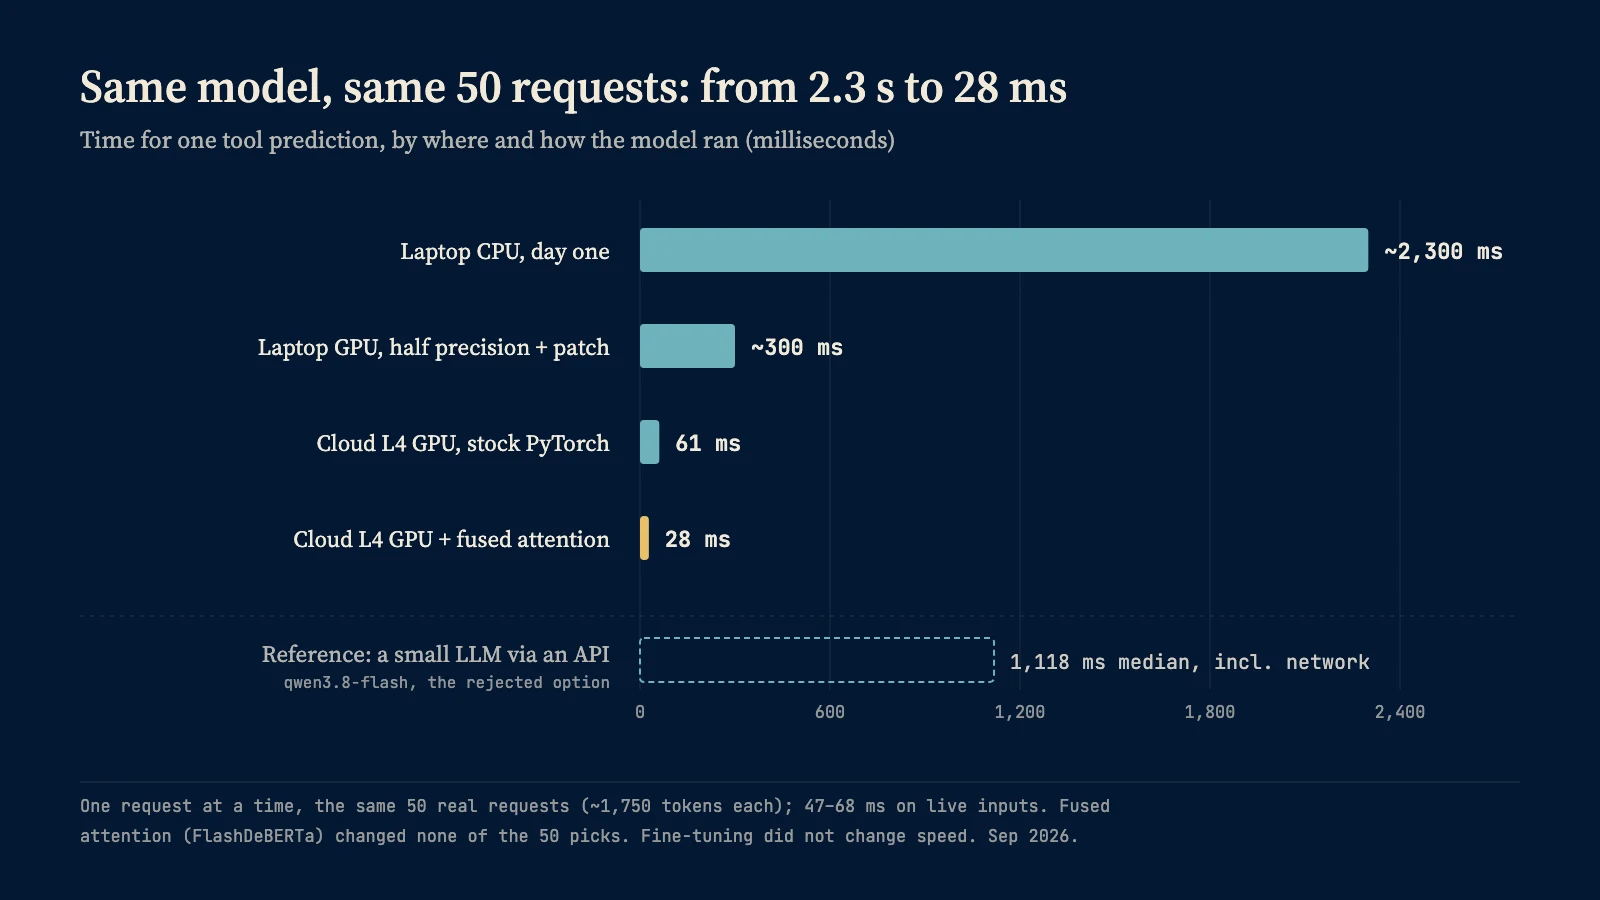 Same model, same 50 requests: from 2.3 s to 28 ms
Time for one tool prediction, by where and how the model ran (milliseconds)
Laptop CPU, day one
~2,300 ms
Laptop GPU, half precision + patch
~300 ms
Cloud L4 GPU, stock PyTorch
61 ms
Cloud L4 GPU + fused attention
28 ms
Reference: a small LLM via an API
qwen3.8-flash, the rejected option
1,118 ms median, incl. network
0 600 1,200 1,800 2,400
One request at a time, the same 50 real requests (~1,750 tokens each); 47–68 ms on live inputs. Fused
attention (FlashDeBERTa) changed none of the 50 picks. Fine-tuning did not change speed. Sep 2026.